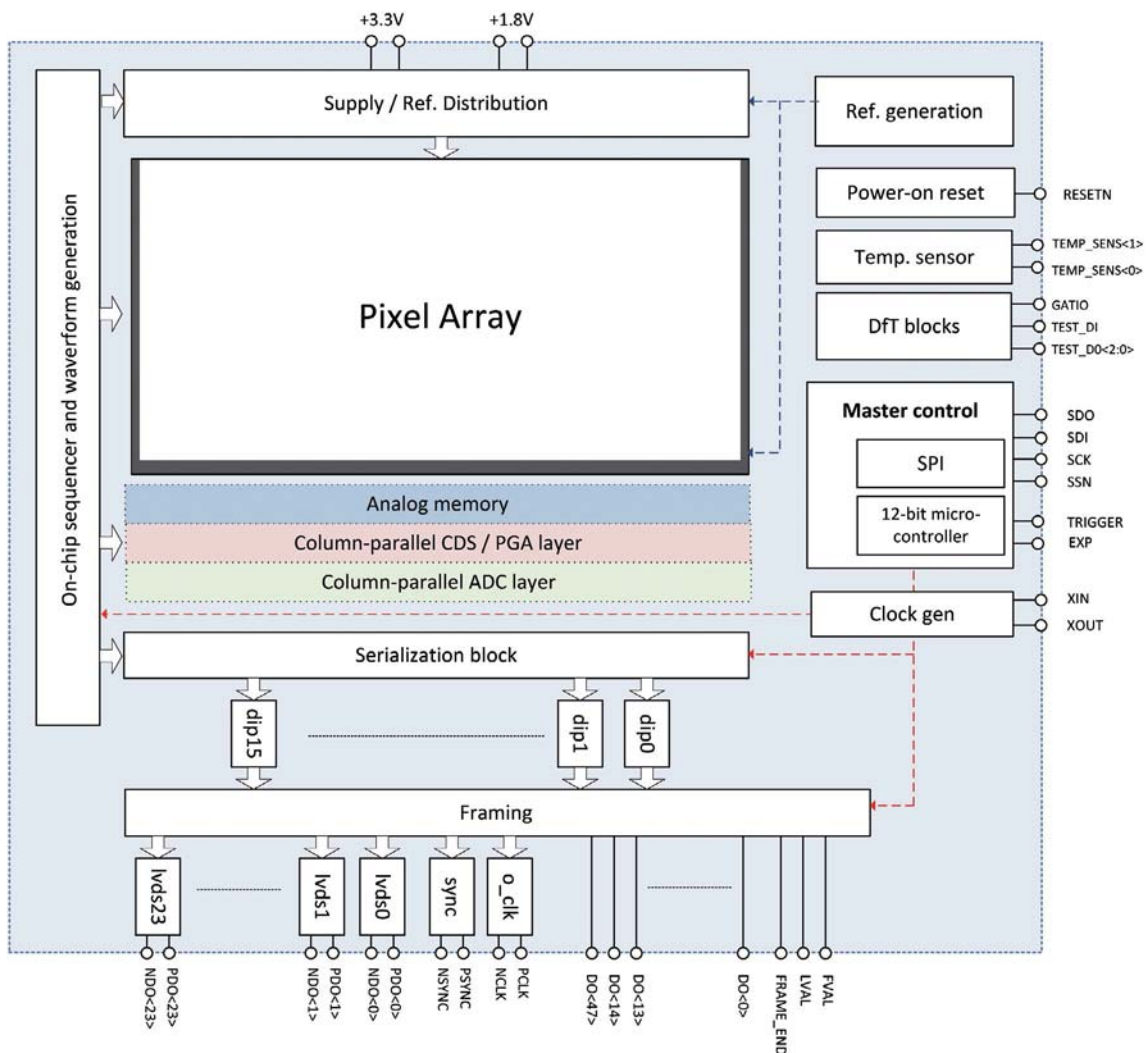 +3.3V
+1.8V
Supply / Ref. Distribution
Ref. generation
On-chip sequencer and waverform generation
Pixel Array
Power-on reset
RESETN
Temp. sensor
TEMP_SENS<1>
TEMP_SENS<0>
DfT blocks
GATIO
TEST_DI
TEST_D0<2:0>
Master control
SDO
SDI
SPI
SCK
SSN
12-bit micro-
controller
TRIGGER
EXP
Analog memory
Column-parallel CDS / PGA layer
Column-parallel ADC layer
Clock gen
XIN
XOUT
Serialization block
dip15
dip1
dip0
Framing
lvds23
lvds1
lvds0
sync
o_clk
NDO<23>
PDO<23>
NDO<1>
PDO<1>
NDO<0>
PDO<0>
NSYNC
PSYNC
NCLK
PCLK
DO<47>
DO<14>
DO<13>
DO<0>
FRAME_END
LVAL
FVAL